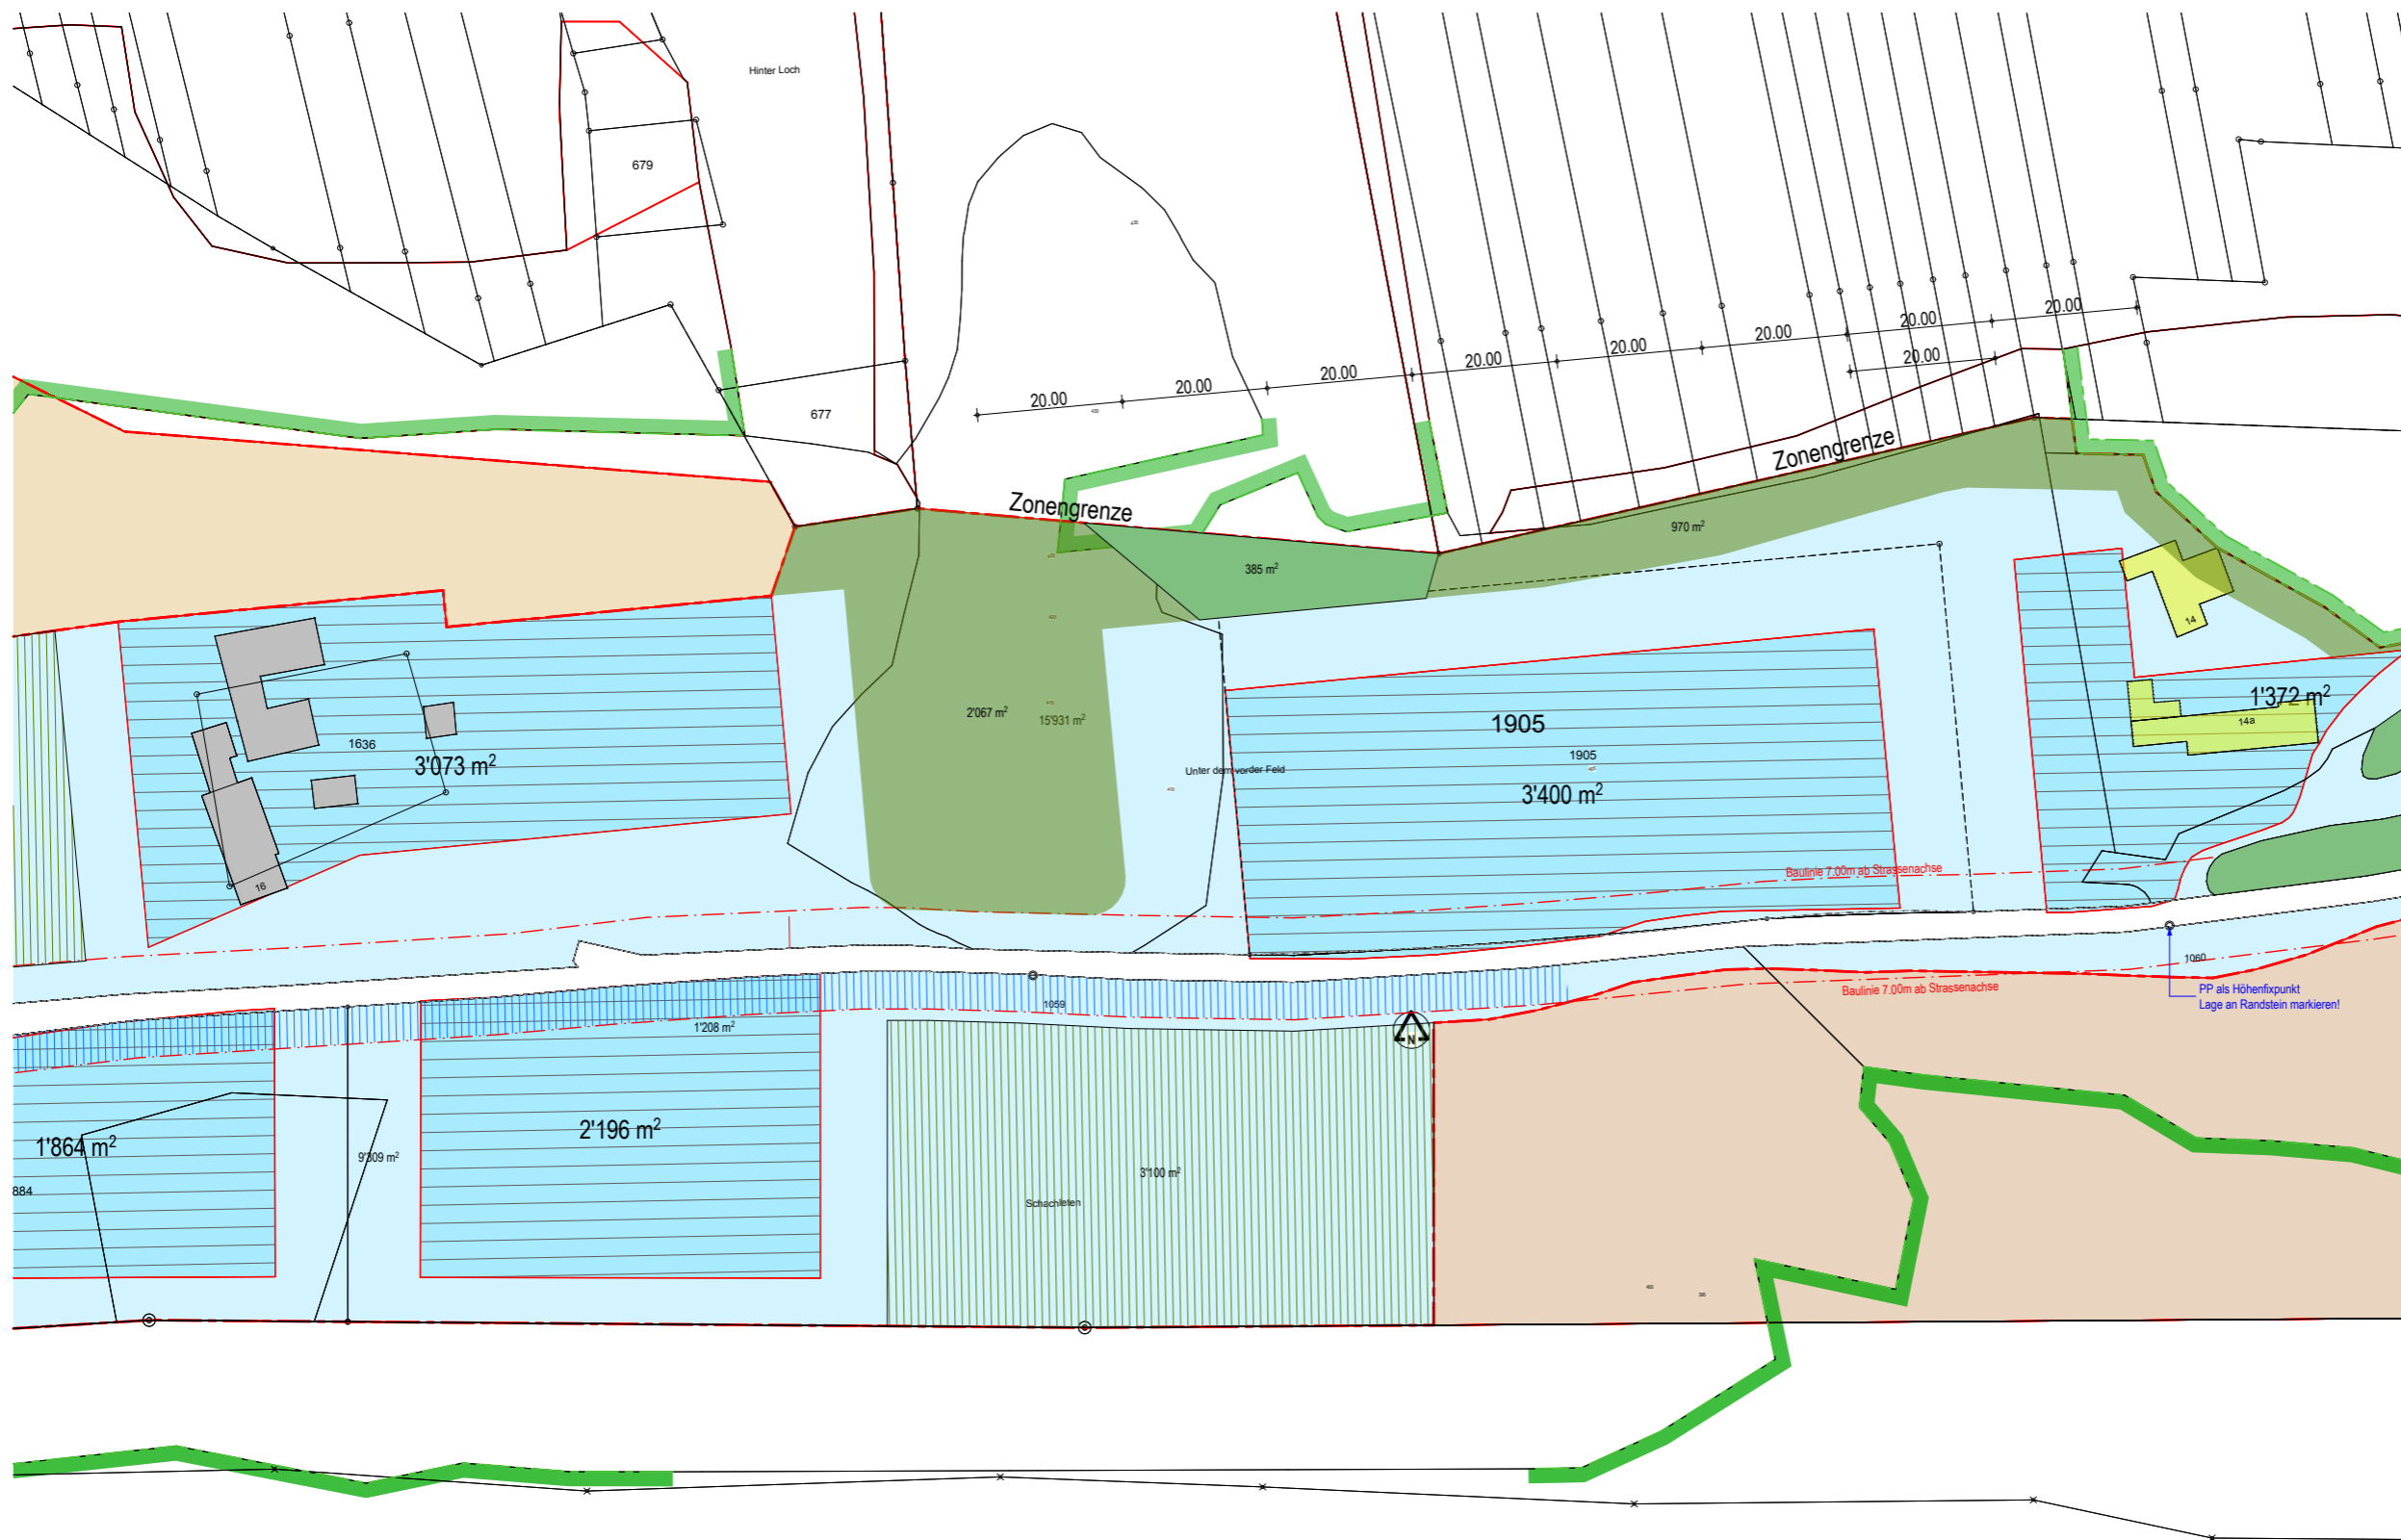 Hinter Loch
679
677
20.00
20.00
20.00
20.00
20.00
20.00
20.00
20.00
20.00
Zonengrenze
Zonengrenze
970 m²
385 m²
14
1'372 m²
14a
2'067 m²
15'931 m²
1905
1905
3'400 m²
Unter dem vorder Feld
1636
3'073 m²
16
Baulinie 7.00m ab Strassenachse
1060
Baulinie 7.00m ab Strassenachse
PP als Höhenfixpunkt
Lage an Randstein markieren!
1059
1'208 m²
N
2'196 m²
1'864 m²
9'309 m²
884
3'100 m²
Schachleten